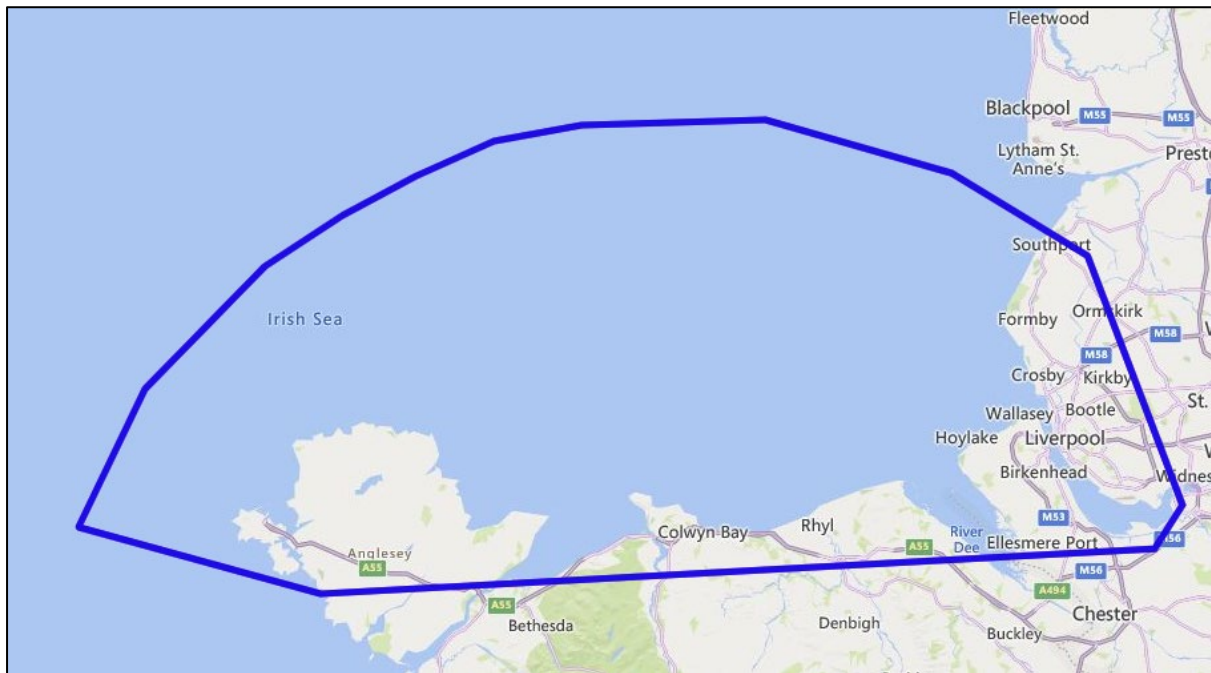 Fleetwood
Blackpool
M55
M55
Lytham St.
Anne's
Prest
Southport
Irish Sea
Formby
Ormskirk
M58
M58
Crosby
Kirkby
St.
Wallasey
Bootle
Hoylake
Liverpool
Birkenhead
Widnes
M53
Colwyn Bay
Rhyl
River
Dee
Ellesmere Port
M56
Anglesey
A55
A55
M56
A494
A55
Bethesda
Denbigh
Chester
Buckley